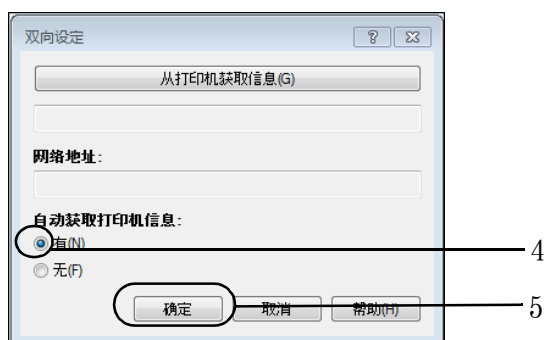 双向设定
从打印机获取信息(G)
网络地址:
自动获取打印机信息:
有(N)
4
无(F)
确定 取消 帮助(H) 5